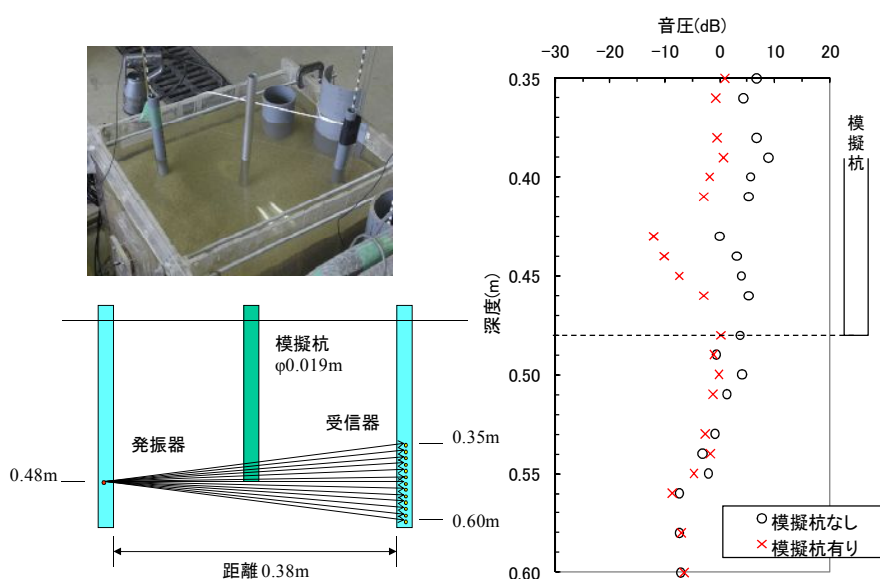 模擬杭
φ0.019m
受信器
発振器
0.35m
0.48m
0.60m
距離 0.38m
音圧(dB)
-30 -20 -10 0 10 20
0.35
0.40
0.45
0.50
0.55
0.60
深度(m)
模擬杭
模擬杭なし
模擬杭有り